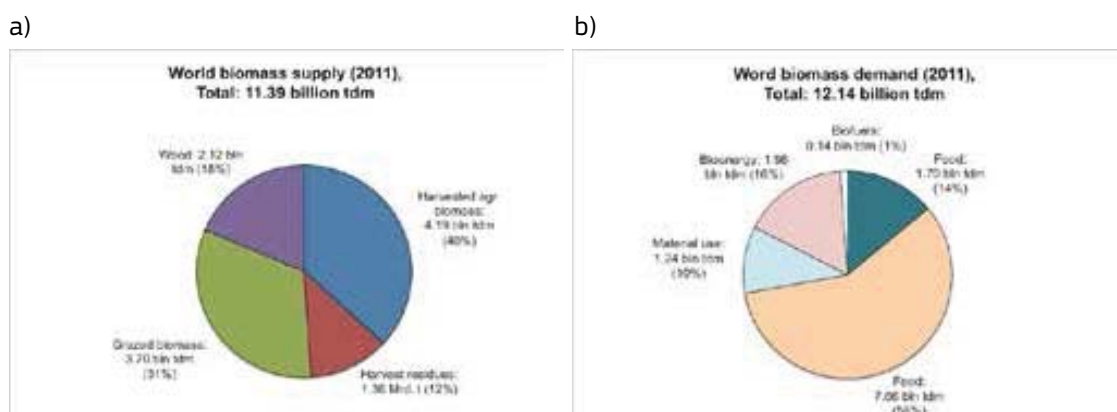 a)
World biomass supply (2011),
Total: 11.39 billion tdm
Wood: 2.12 bln
tdm (18%)
Harvested agr
biomass:
4.19 bln tdm
Grazed biomass:
3.70 bln tdm
(31%)
Harvest residues:
1.38 (12%)
b)
Word biomass demand (2011),
Total: 12.14 billion tdm
Biofuels:
0.14 bln tdm (1%)
Bioenergy:
bln tdm (16%)
Food:
1.70 bln tdm
(14%)
Material use:
1.24 bln tdm
(10%)
Food:
7.06 bln tdm